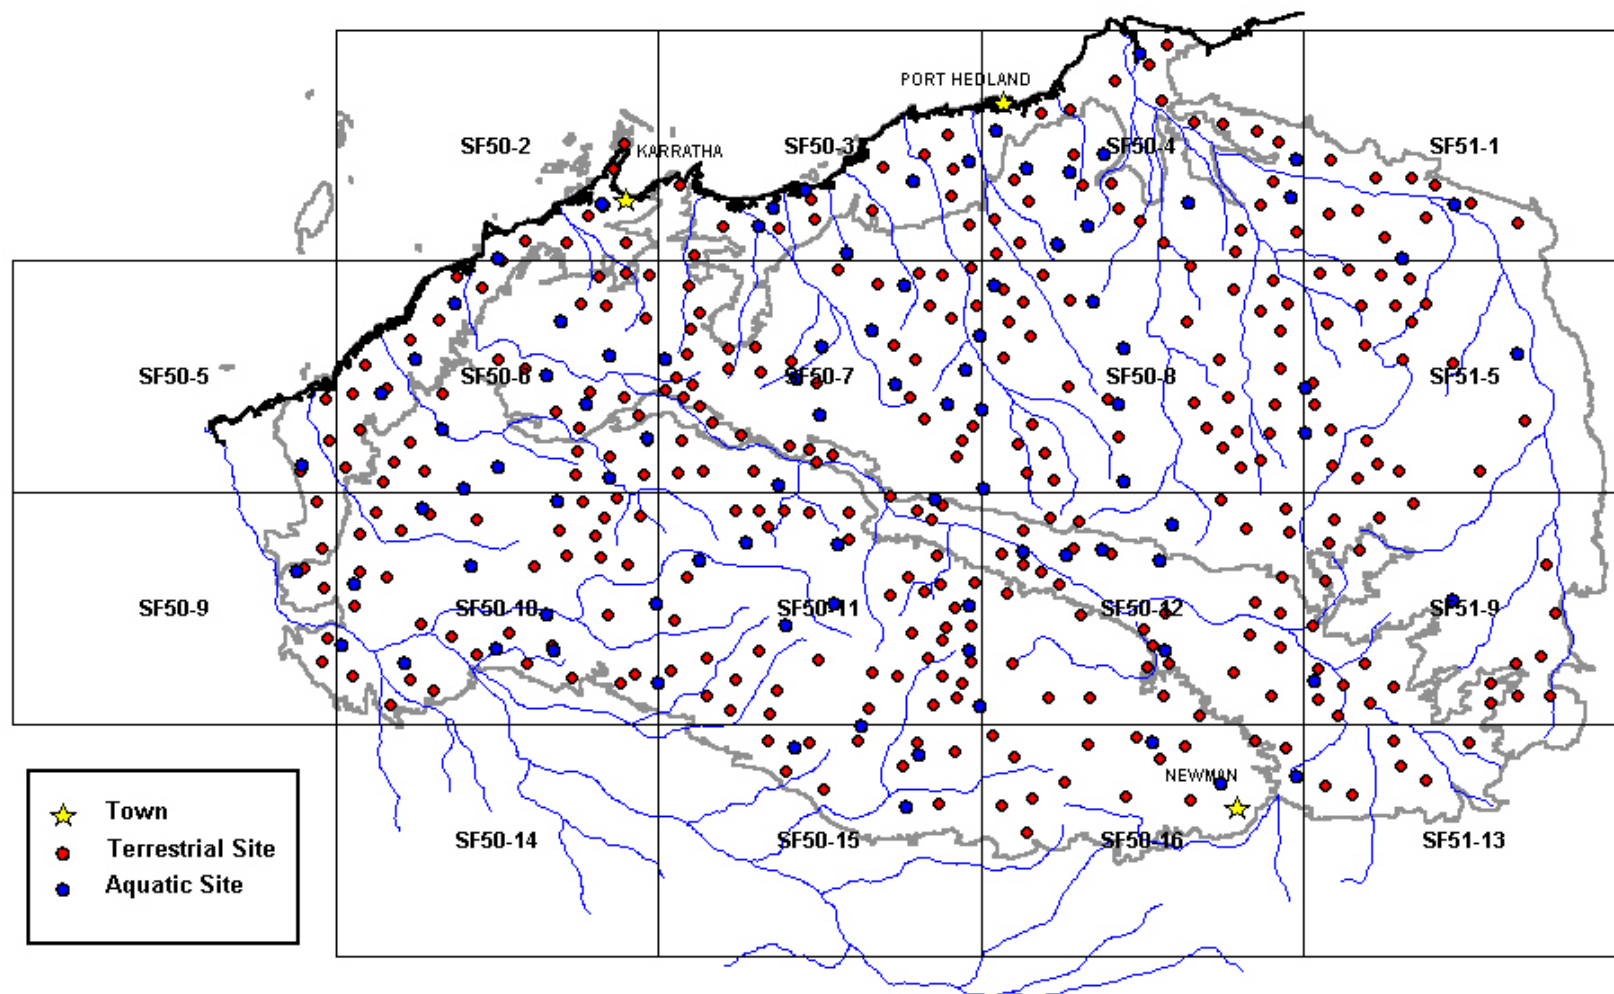 PORT HEDLAND
SF50-2
KARRATHA
SF50-3
SF50-4
SF51-1
SF50-5
SF50-6
SF50-7
SF50-8
SF51-5
SF50-9
SF50-10
SF50-11
SF50-12
SF51-9
NEWMAN
Town
SF50-14
SF50-15
SF50-16
SF51-13
Terrestrial Site
Aquatic Site